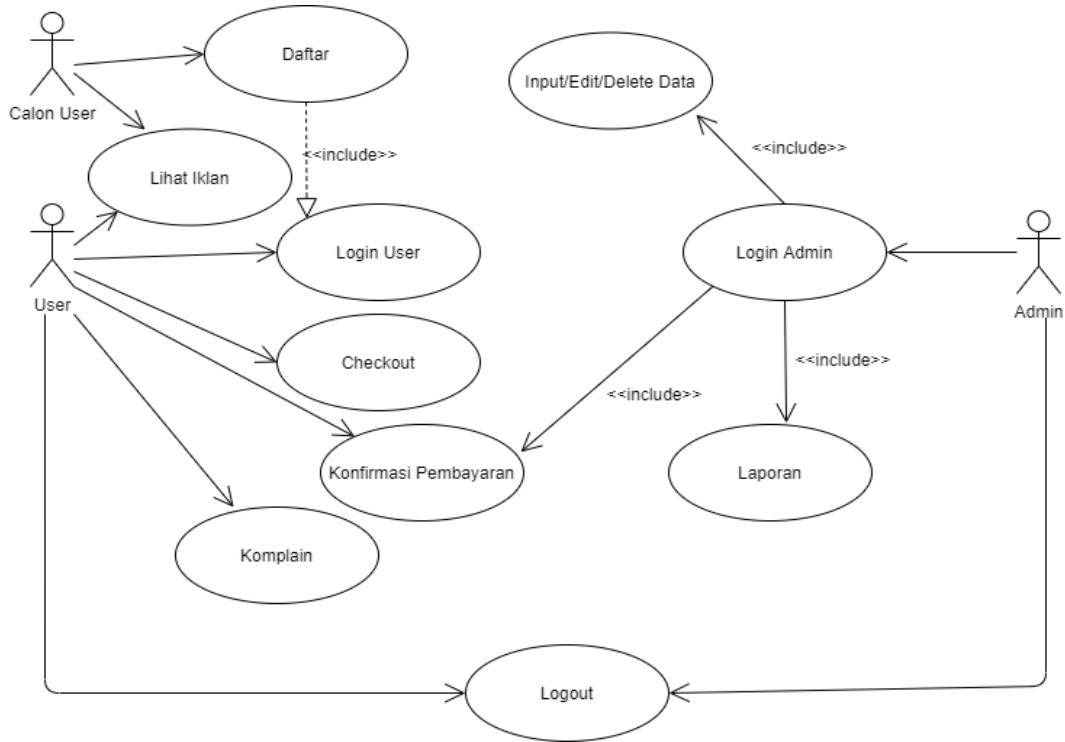 Daftar
Input/Edit/Delete Data
Calon User
<<include>>
<<include>>
Lihat Iklan
Login User
Login Admin
User
Admin
Checkout
<<include>>
<<include>>
Konfirmasi Pembayaran
Laporan
Komplain
Logout